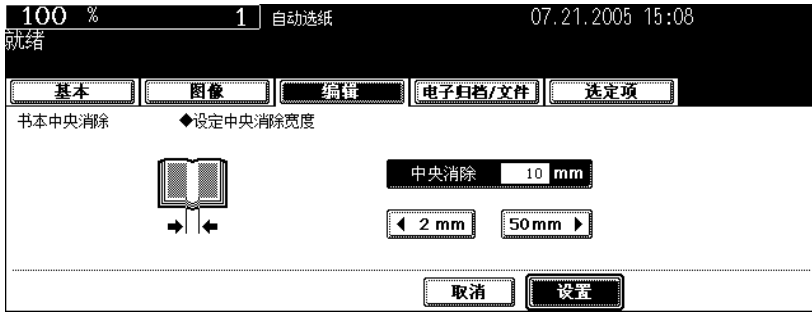 100 % 1 自动选纸 07.21.2005 15:08
就绪
基本 图像 编辑 电子归档/文件 选定项
书本中央消除 ◆设定中央消除宽度
中央消除 10 mm
2 mm 50mm
取消 设置